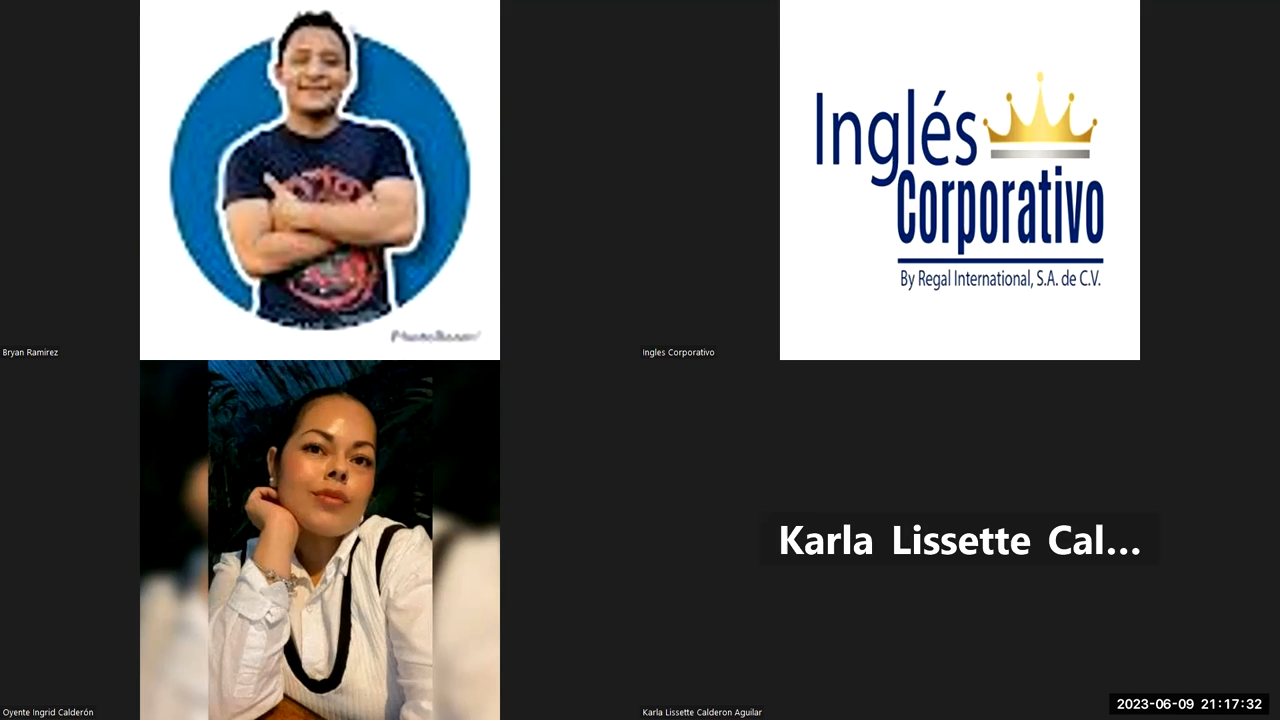 Inglés
Corporativo
By Regal International, S.A. de C.V.
Bryan Ramirez
Ingles Corporativo
Karla Lissette Cal...
Oyente Ingrid Calderón
Karla Lissette Calderon Aguilar
2023-06-09 21:17:32